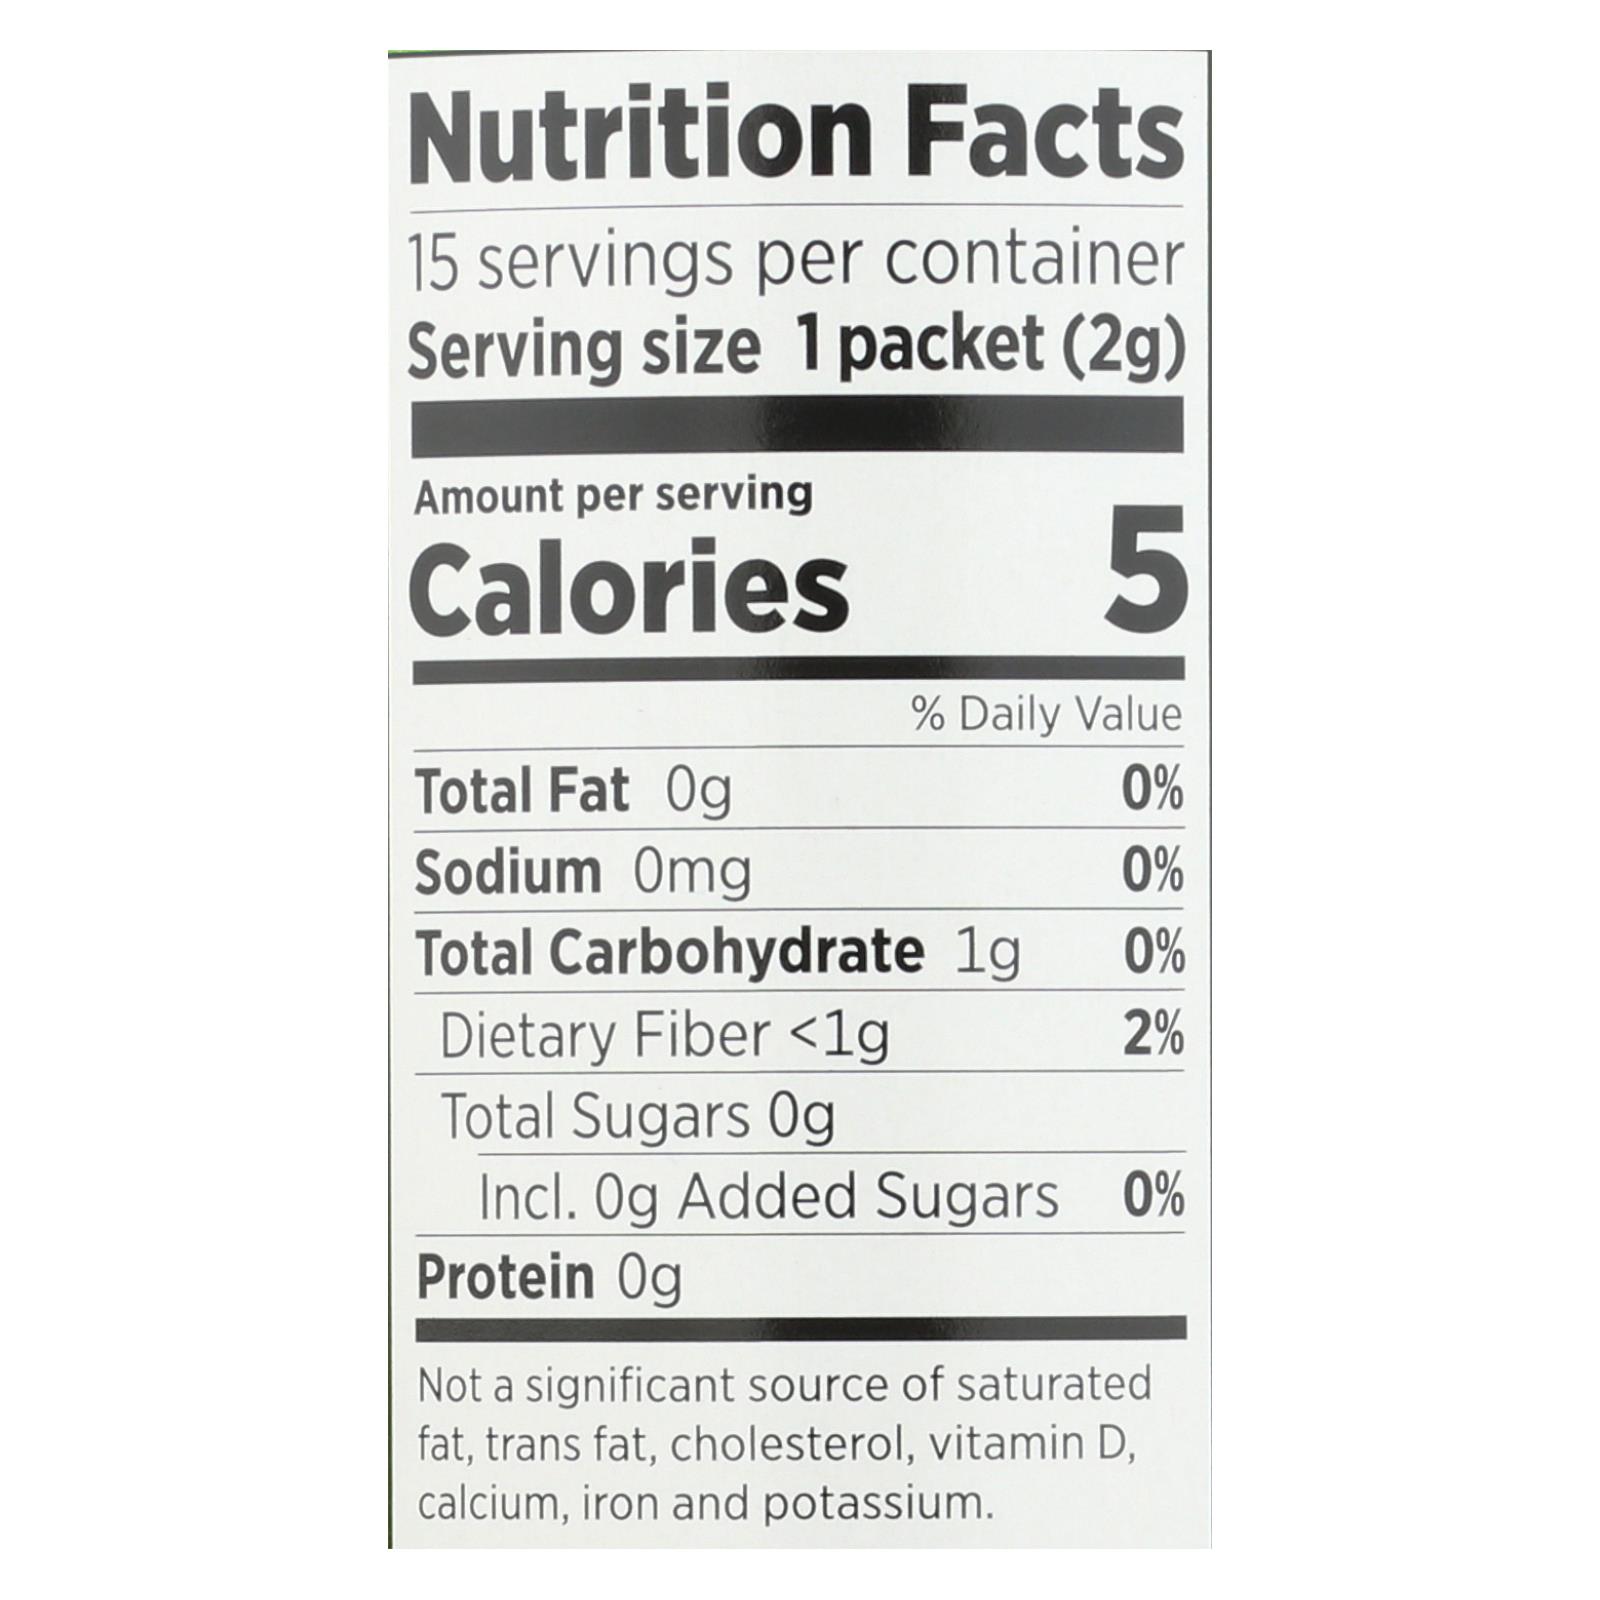 Nutrition Facts
15 servings per container
Serving size 1 packet (2g)
Amount per serving
Calories 5
% Daily Value
Total Fat 0g 0%
Sodium 0mg 0%
Total Carbohydrate 1g 0%
Dietary Fiber <1g 2%
Total Sugars 0g
Incl. 0g Added Sugars 0%
Protein 0g
Not a significant source of saturated
fat, trans fat, cholesterol, vitamin D,
calcium, iron and potassium.